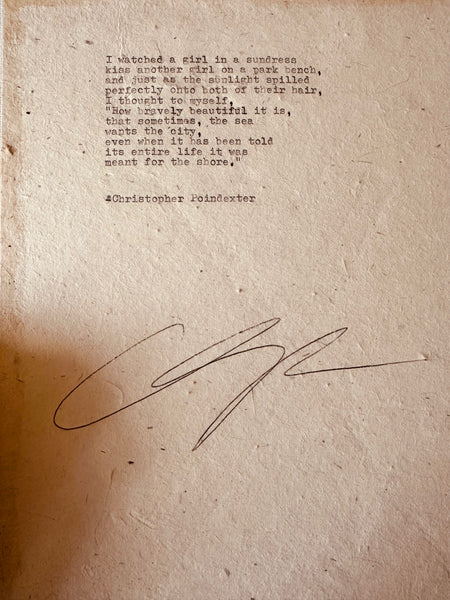 I watched a girl in a sundress
kiss another girl on a park bench,
and just as the sunlight spilled
perfectly onto both of their hair,
I thought to myself,
"How bravely beautiful it is,
that sometimes, the sea
wants the city,
even when it has been told
its entire life it was
meant for the shore."
-Christopher Poindexter